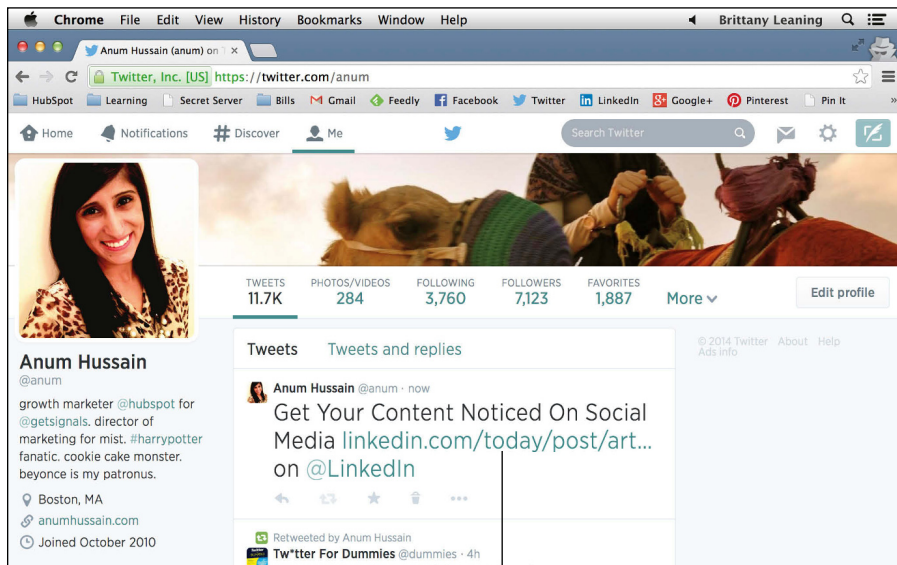 Chrome File Edit View History Bookmarks Window Help Brittany Leaning
Anum Hussain (anum) on T
Twitter, Inc. [US] https://twitter.com/anum
HubSpot Learning Secret Server Bills Gmail Feedly Facebook Twitter LinkedIn Google+ Pinterest Pin It »
Home Notifications Discover Me Search Twitter
TWEETS PHOTOS/VIDEOS FOLLOWING FOLLOWERS FAVORITES
11.7K 284 3,760 7,123 1,887 More Edit profile
Anum Hussain
@anum
growth marketer @hubspot for
@getsignals. director of
marketing for mist. #harrypotter
fanatic. cookie cake monster.
beyonce is my patronus.
Boston, MA
anumhussain.com
Joined October 2010
Tweets Tweets and replies
Anum Hussain @anum · now
Get Your Content Noticed On Social
Media linkedin.com/today/post/art...
on @LinkedIn
Retweeted by Anum Hussain
Tw*tter For Dummies @dummies · 4h
© 2014 Twitter About Help
Ads info